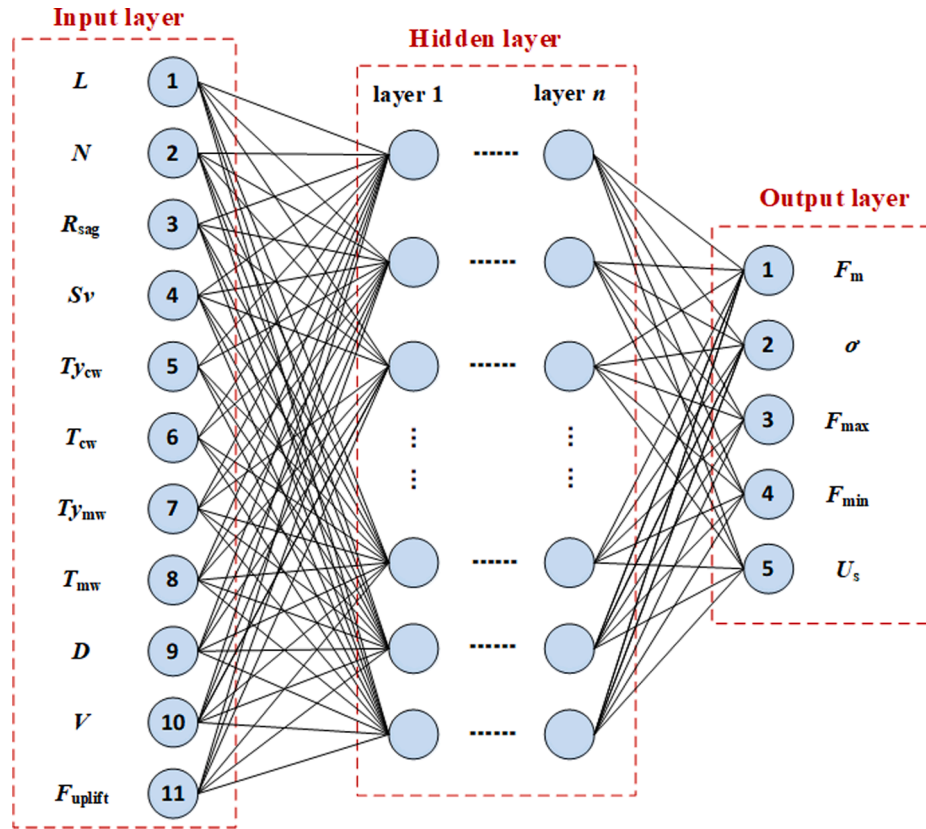 Input layer
L 1
N 2
Rsag 3
Sv 4
Tycw 5
Tcw 6
Tymw 7
Tmw 8
D 9
V 10
Fuplift 11
Hidden layer
layer 1 ...... layer n
......
......
......
......
......
Output layer
1 Fm
2 σ
3 Fmax
4 Fmin
5 Us